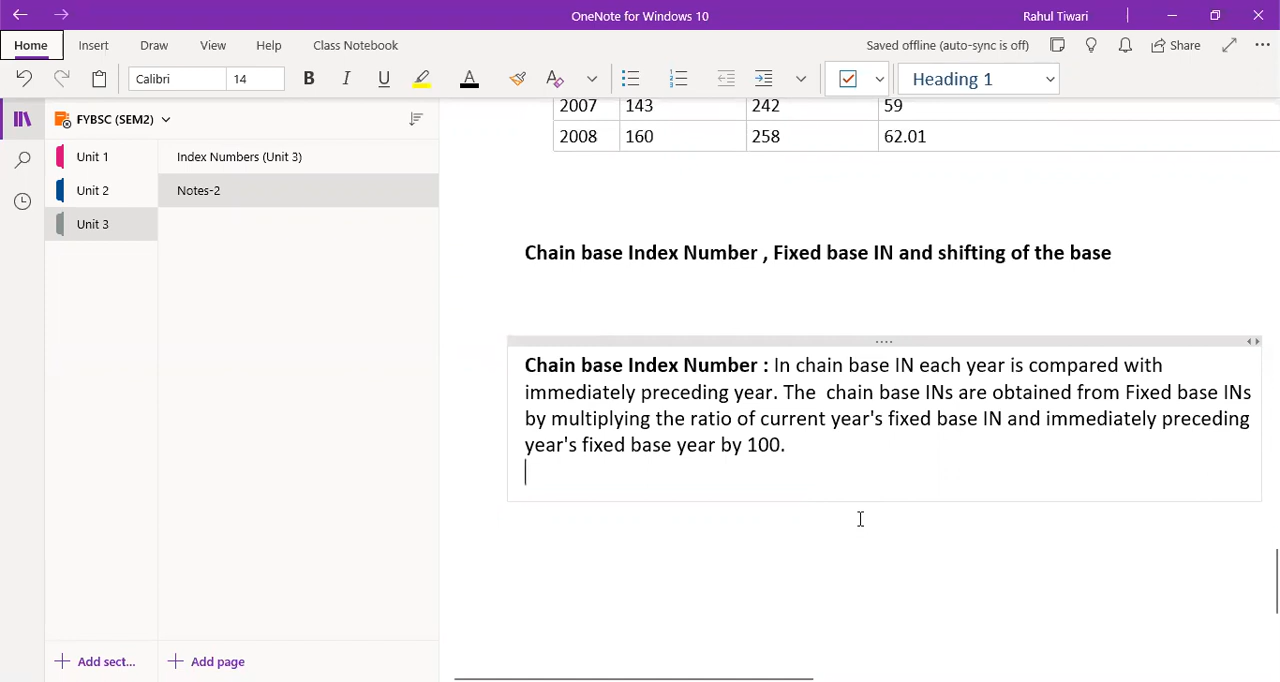 OneNote for Windows 10
Rahul Tiwari
Home Insert Draw View Help Class Notebook
Saved offline (auto-sync is off)
Share
Calibri 14 B I U A A Heading 1
FYBSC (SEM2)
Unit 1
Unit 2
Unit 3
Index Numbers (Unit 3)
Notes-2
2007 143 242 59
2008 160 258 62.01
Chain base Index Number , Fixed base IN and shifting of the base
Chain base Index Number : In chain base IN each year is compared with
immediately preceding year. The  chain base INs are obtained from Fixed base INs
by multiplying the ratio of current year's fixed base IN and immediately preceding
year's fixed base year by 100.
Add sect...
Add page